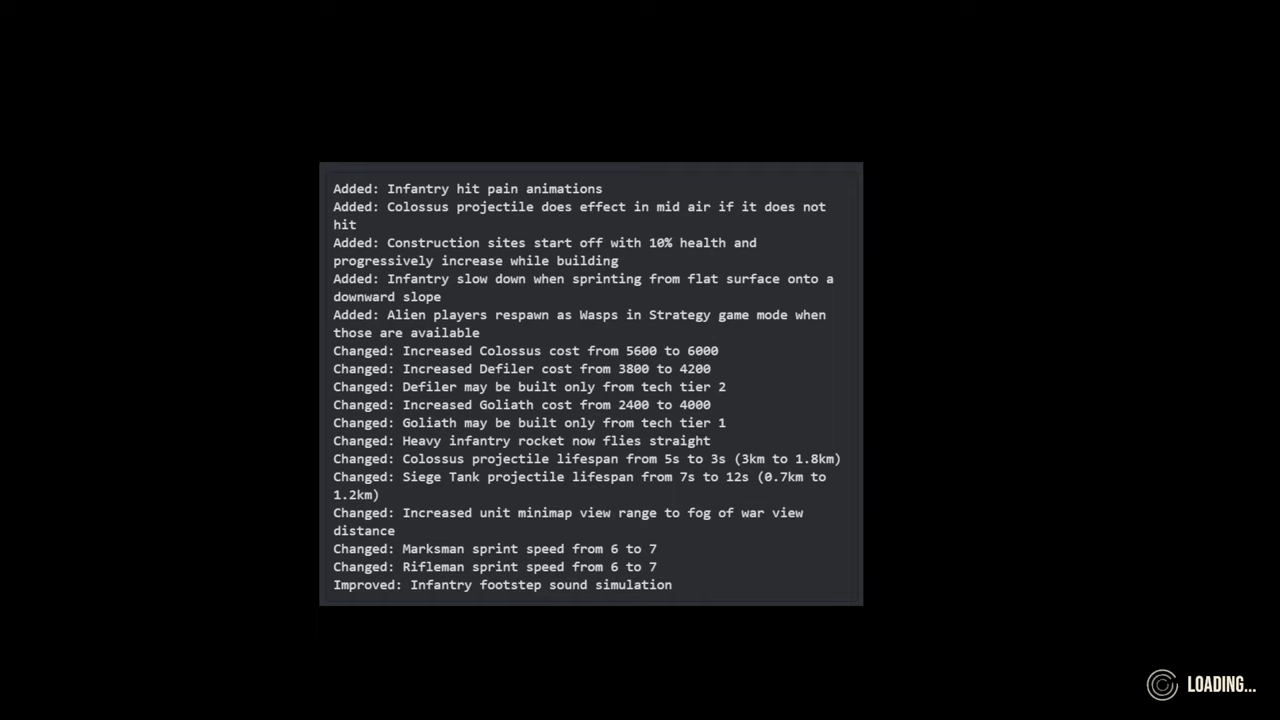 Added: Infantry hit pain animations
Added: Colossus projectile does effect in mid air if it does not
hit
Added: Construction sites start off with 10% health and
progressively increase while building
Added: Infantry slow down when sprinting from flat surface onto a
downward slope
Added: Alien players respawn as Wasps in Strategy game mode when
those are available
Changed: Increased Colossus cost from 5600 to 6000
Changed: Increased Defiler cost from 3800 to 4200
Changed: Defiler may be built only from tech tier 2
Changed: Increased Goliath cost from 2400 to 4000
Changed: Goliath may be built only from tech tier 1
Changed: Heavy infantry rocket now flies straight
Changed: Colossus projectile lifespan from 5s to 3s (3km to 1.8km)
Changed: Siege Tank projectile lifespan from 7s to 12s (0.7km to
1.2km)
Changed: Increased unit minimap view range to fog of war view
distance
Changed: Marksman sprint speed from 6 to 7
Changed: Rifleman sprint speed from 6 to 7
Improved: Infantry footstep sound simulation
LOADING...